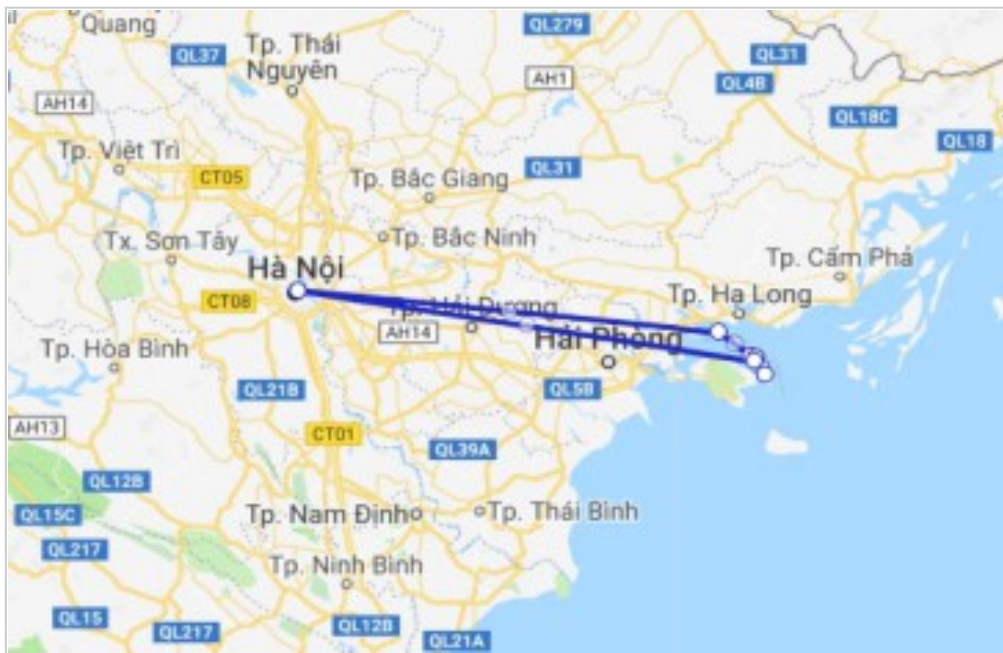 Quang
QL279
QL37
Tp. Thái
Nguyên
AH1
QL31
QL4B
AH14
QL18C
QL18
Tp. Việt Trì
CT05
QL31
Tp. Bắc Giang
Tx. Sơn Tây
Tp. Bắc Ninh
Tp. Cẩm Phả
Hà Nội
CT08
Tp. Hải Dương
Tp. Hạ Long
AH14
Hải Phòng
Tp. Hòa Bình
QL21B
QL5B
AH13
CT01
QL39A
QL12B
QL15C
Tp. Nam Định
Tp. Thái Bình
QL217
Tp. Ninh Bình
QL15
QL217
QL12B
QL21A